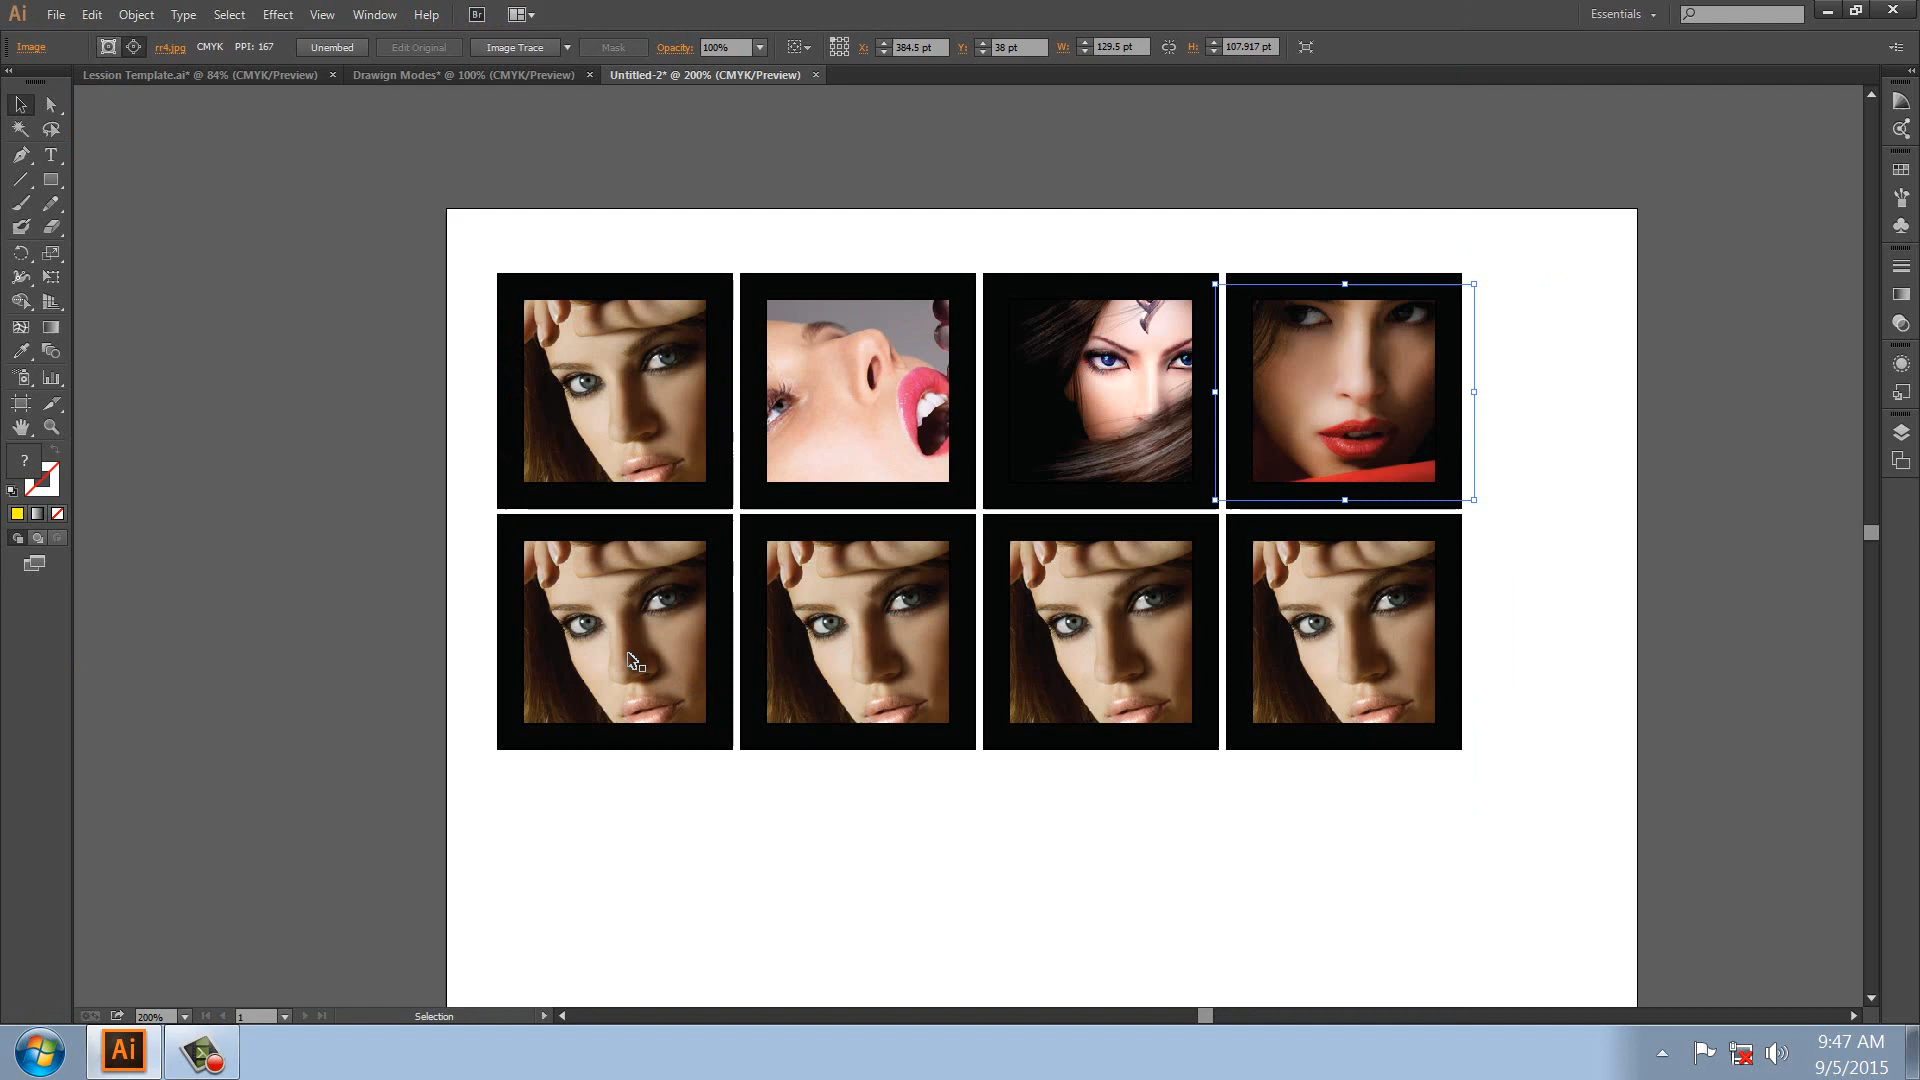 Ai File Edit Object Type Select Effect View Window Help Br Essentials
Image rr4.jpg CMYK PPI: 167 Unembed Edit Original Image Trace Mask Opacity: 100% X: 384.5 pt Y: 38 pt W: 129.5 pt H: 107.917 pt
Lession Template.ai* @ 84% (CMYK/Preview) × Drawign Modes* @ 100% (CMYK/Preview) × Untitled-2* @ 200% (CMYK/Preview) ×
T
?
200% 1 Selection
Ai 9:47 AM
9/5/2015